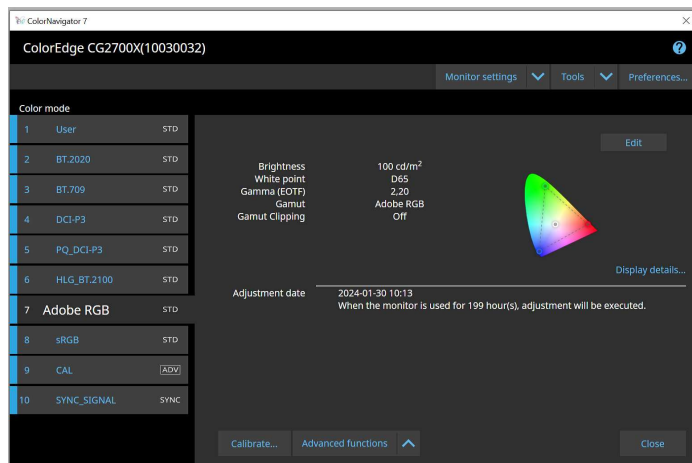 ColorNavigator 7
ColorEdge CG2700X(10030032)
?
Monitor settings Tools Preferences...
Color mode
1 User STD
2 BT.2020 STD
3 BT.709 STD
4 DCI-P3 STD
5 PQ_DCI-P3 STD
6 HLG_BT.2100 STD
7 Adobe RGB STD
8 sRGB STD
9 CAL ADV
10 SYNC_SIGNAL SYNC
Edit
Brightness 100 cd/m²
White point D65
Gamma (EOTF) 2,20
Gamut Adobe RGB
Gamut Clipping Off
Display details...
Adjustment date 2024-01-30 10:13
When the monitor is used for 199 hour(s), adjustment will be executed.
Calibrate... Advanced functions Close